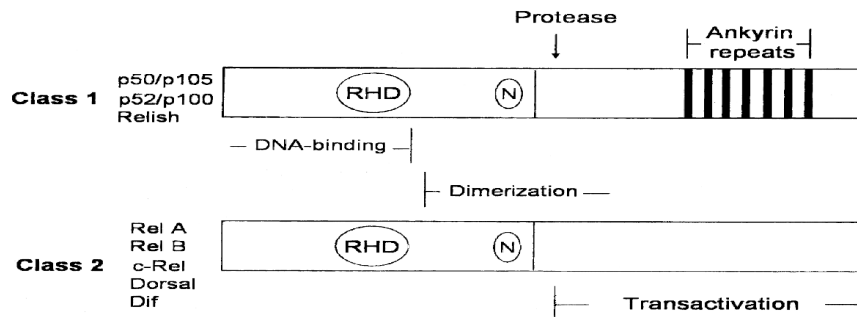 Protease
Ankyrin
repeats
Class 1
p50/p105
p52/p100
Relish
RHD
N
DNA-binding
Dimerization
Class 2
Rel A
Rel B
c-Rel
Dorsal
Dif
RHD
N
Transactivation